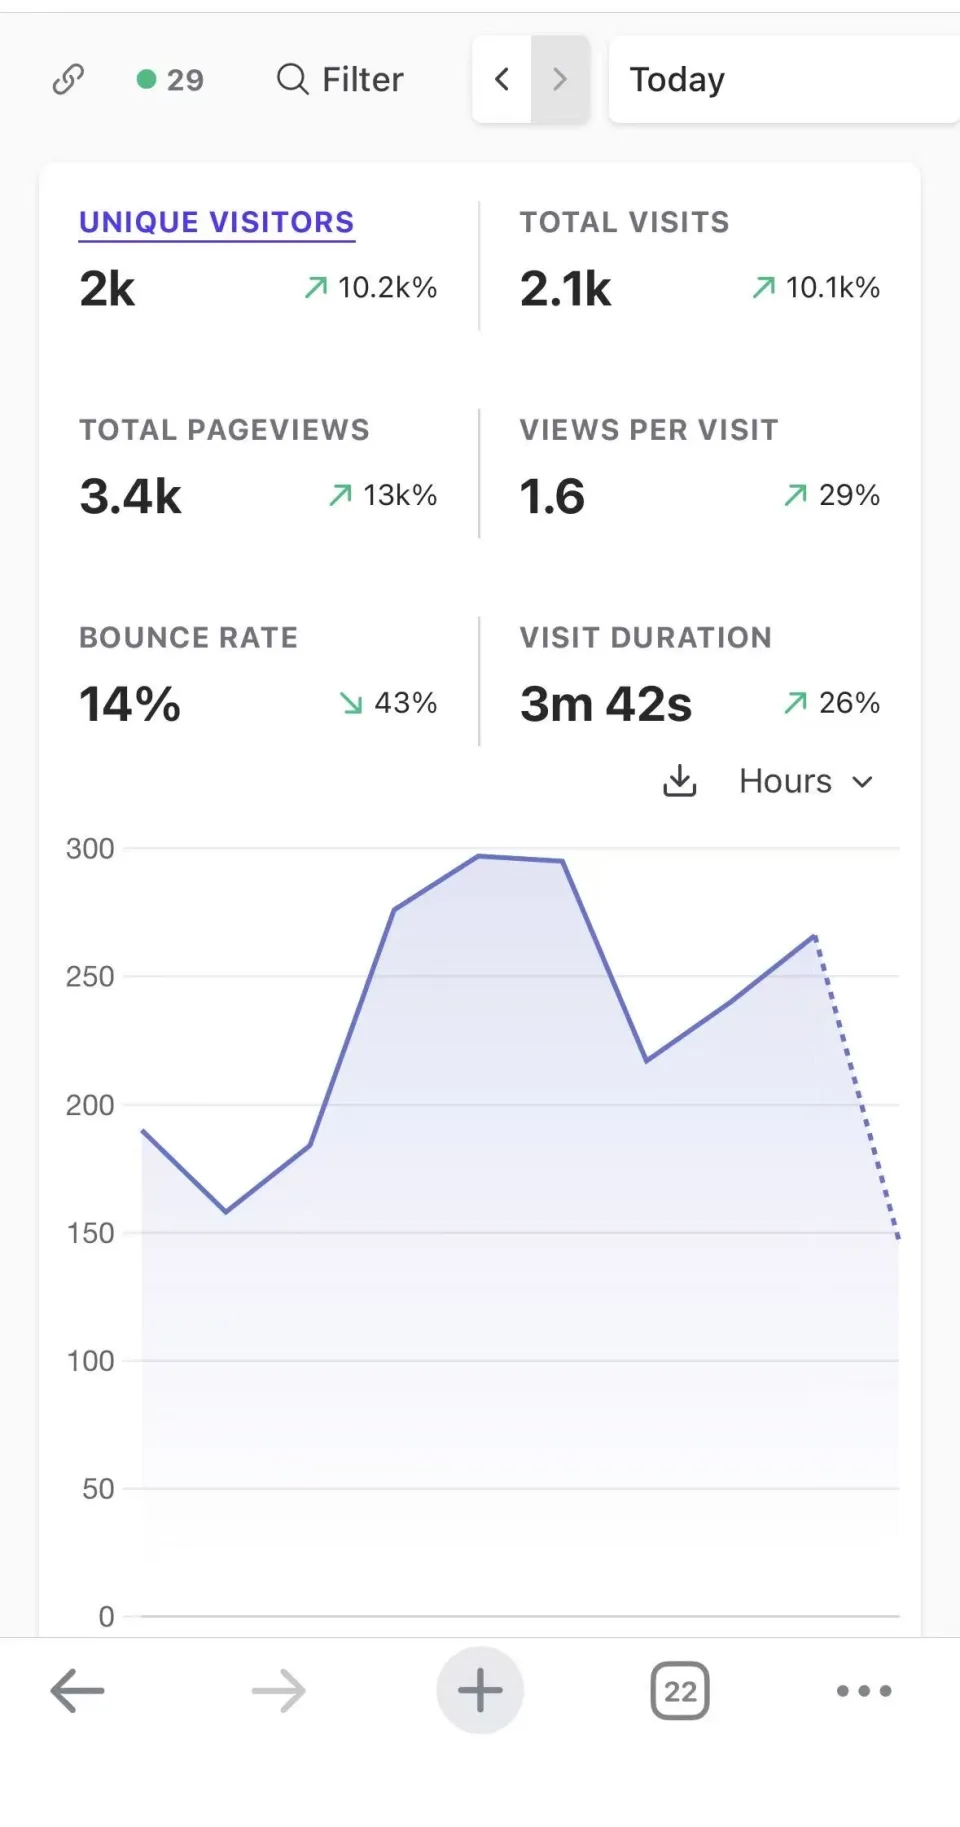 29 Filter Today
UNIQUE VISITORS TOTAL VISITS
2k 10.2k% 2.1k 10.1k%
TOTAL PAGEVIEWS VIEWS PER VISIT
3.4k 13k% 1.6 29%
BOUNCE RATE VISIT DURATION
14% 43% 3m 42s 26%
Hours
300
250
200
150
100
50
0
22